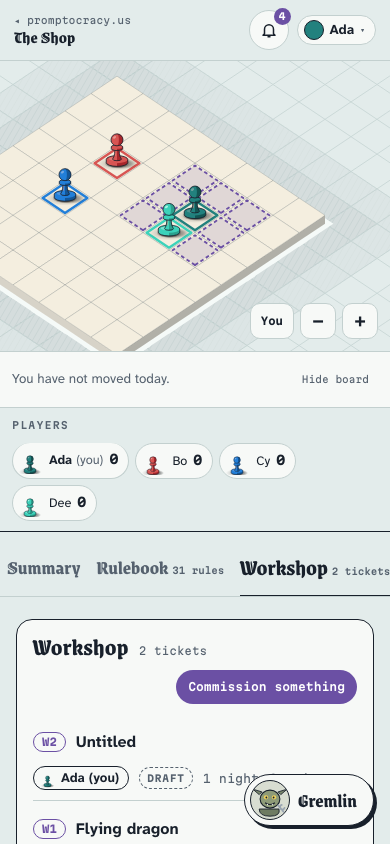 ◂ promptocracy.us
The Shop
4
Ada ▾
You − +
You have not moved today.
Hide board
PLAYERS
Ada (you) 0
Bo 0
Cy 0
Dee 0
Summary
Rulebook 31 rules
Workshop 2 tickets
Workshop 2 tickets
Commission something
W2 Untitled
Ada (you) DRAFT 1 night
Gremlin
W1 Flying dragon